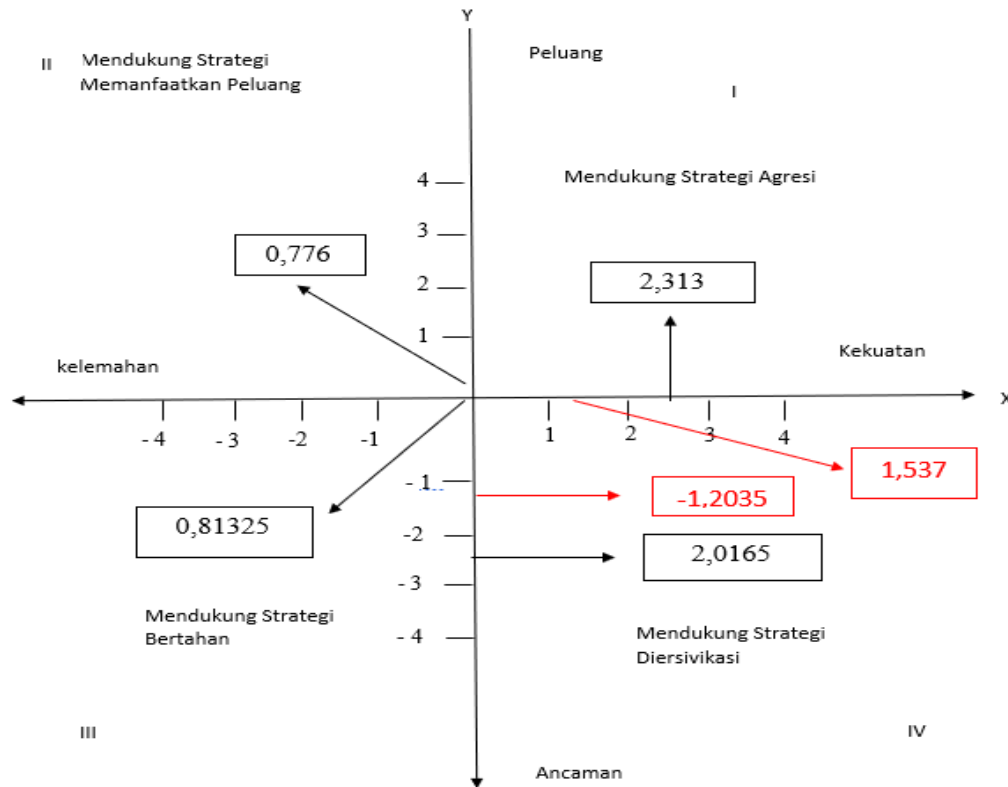 Y
II
Mendukung Strategi
Memanfaatkan Peluang
Peluang
I
Mendukung Strategi Agresi
4
3
2
1
0,776
2,313
kelemahan
Kekuatan
X
- 4
- 3
- 2
-1
1
2
3
4
- 1
-2
-3
- 4
1,537
-1,2035
0,81325
2,0165
Mendukung Strategi
Bertahan
Mendukung Strategi
Diersivikasi
III
IV
Ancaman